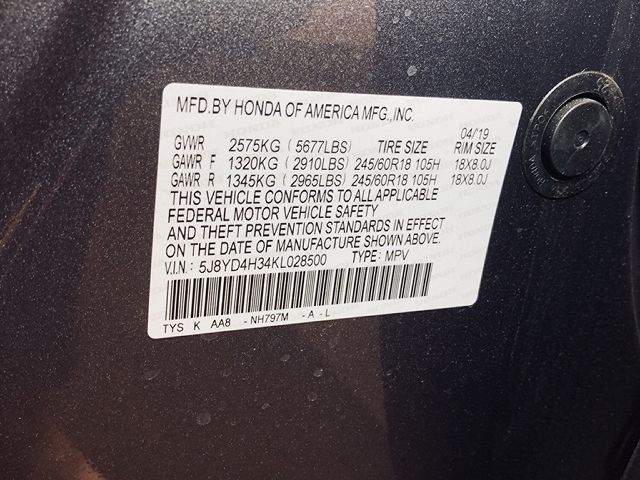 MFD.BY HONDA OF AMERICA MFG.,INC.
04/19
GVWR 2575KG (5677LBS) TIRE SIZE RIM SIZE
GAWR F 1320KG (2910LBS) 245/60R18 105H 18X8.0J
GAWR R 1345KG (2965LBS) 245/60R18 105H 18X8.0J
THIS VEHICLE CONFORMS TO ALL APPLICABLE
FEDERAL MOTOR VEHICLE SAFETY
AND THEFT PREVENTION STANDARDS IN EFFECT
ON THE DATE OF MANUFACTURE SHOWN ABOVE.
V.I.N: 5J8YD4H34KL028500 TYPE: MPV
TYS K AA8 -NH797M -A-L